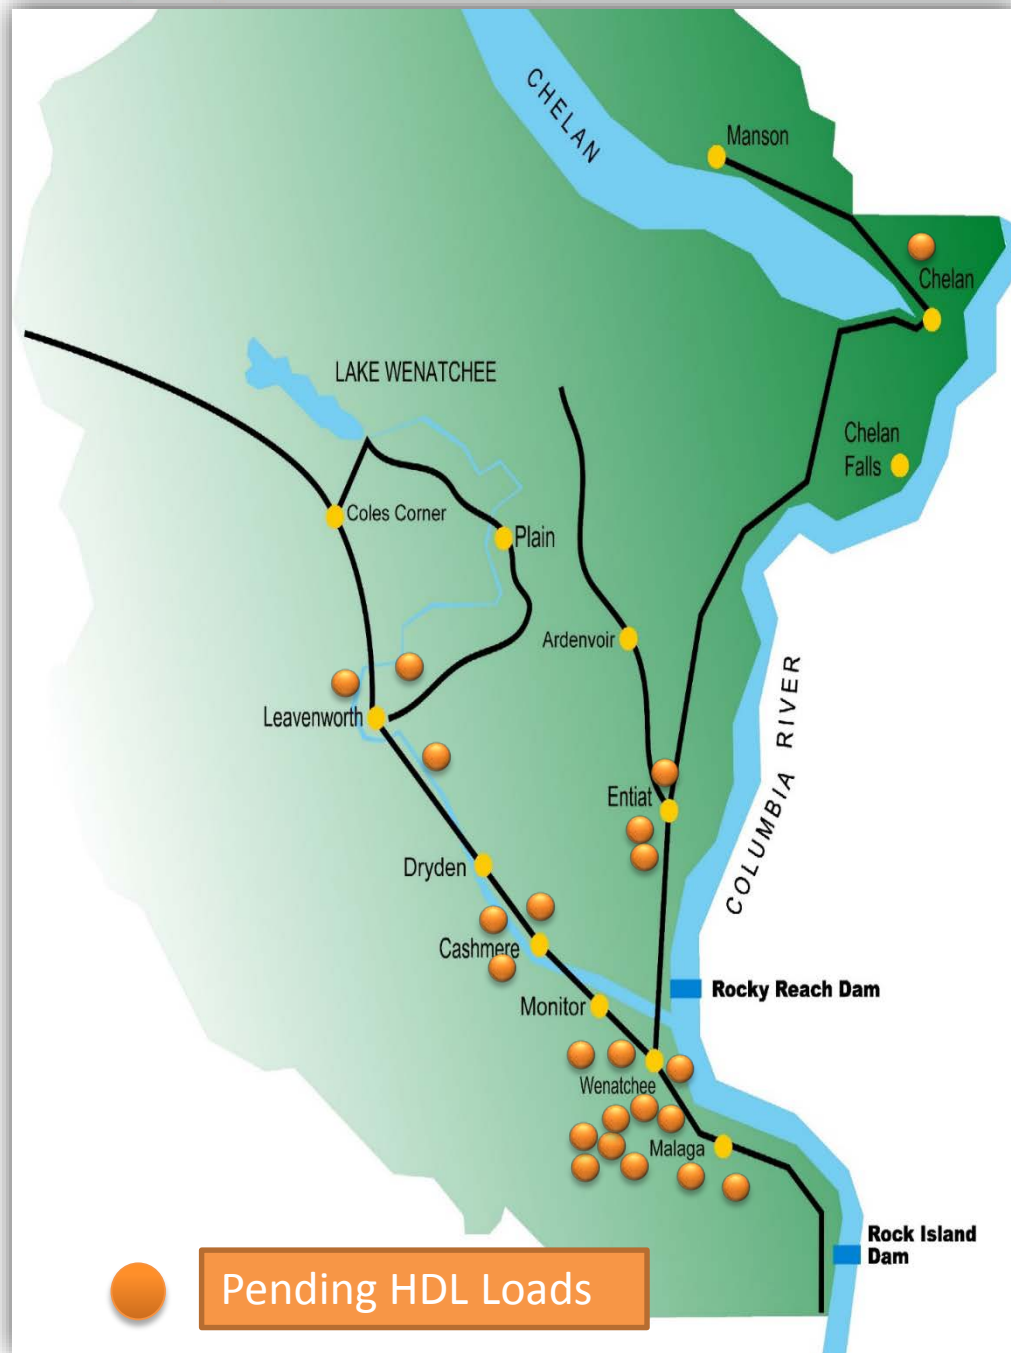 CHELAN
Manson
Chelan
LAKE WENATCHEE
Chelan
Falls
Coles Corner
Plain
Ardenvoir
COLUMBIA RIVER
Leavenworth
Entiat
Dryden
Cashmere
Rocky Reach Dam
Monitor
Wenatchee
Malaga
Rock Island
Dam
Pending HDL Loads